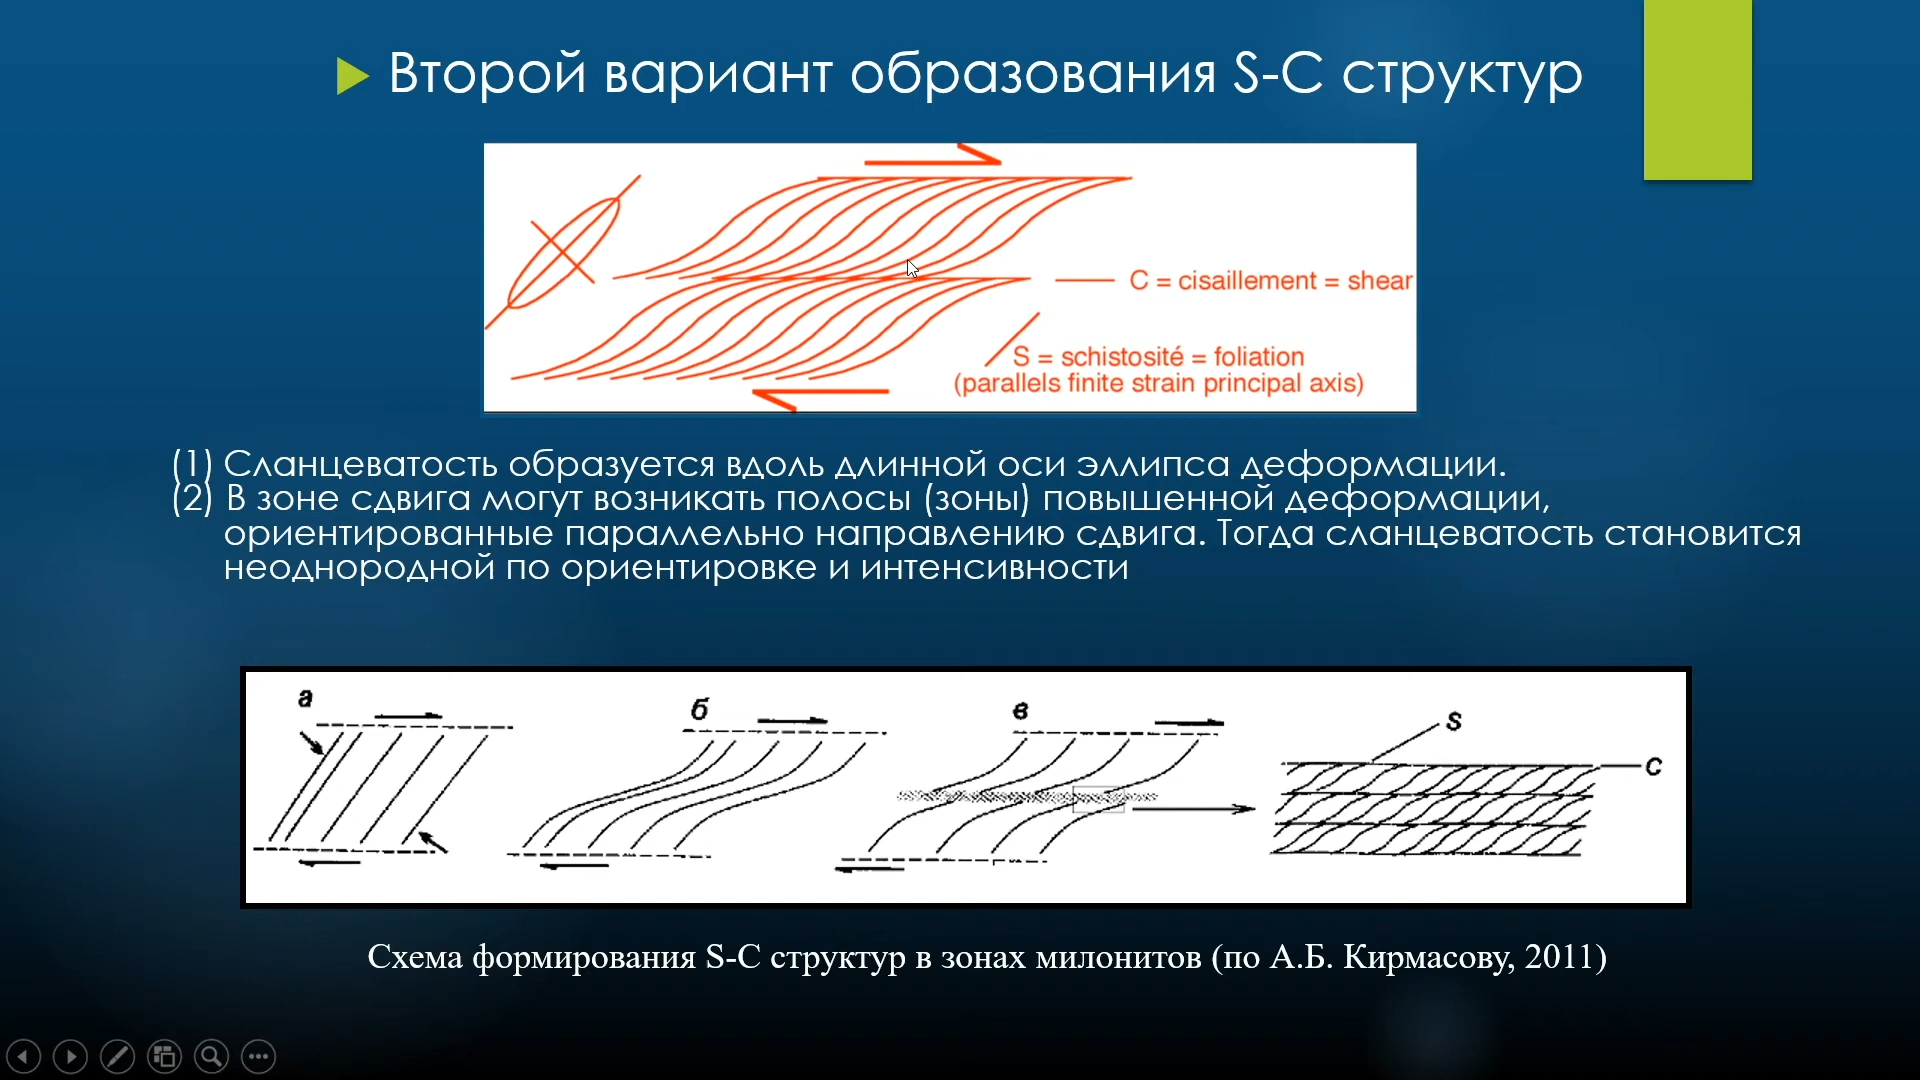 Второй вариант образования S-C структур
C = cisaillement = shear
S = schistosité = foliation
(parallels finite strain principal axis)
(1) Сланцеватость образуется вдоль длинной оси эллипса деформации.
(2) В зоне сдвига могут возникать полосы (зоны) повышенной деформации,
ориентированные параллельно направлению сдвига. Тогда сланцеватость становится
неоднородной по ориентировке и интенсивности
а
б
в
S
C
Схема формирования S-C структур в зонах милонитов (по А.Б. Кирмасову, 2011)